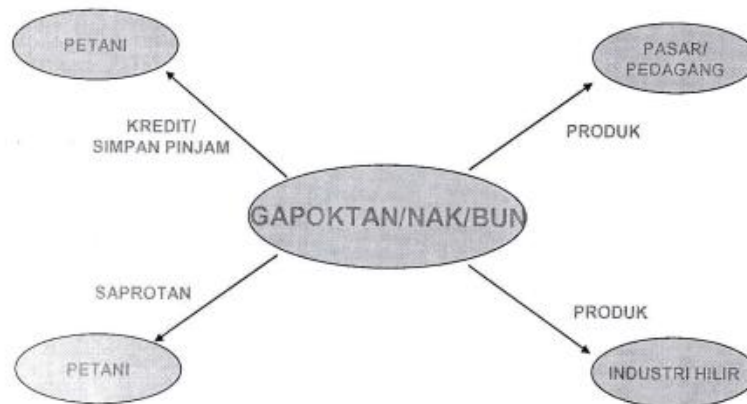 PETANI
PASAR/
PEDAGANG
KREDIT/
SIMPAN PINJAM
PRODUK
GAPOKTAN/NAK/BUN
SAPROTAN
PRODUK
PETANI
INDUSTRI HILIR